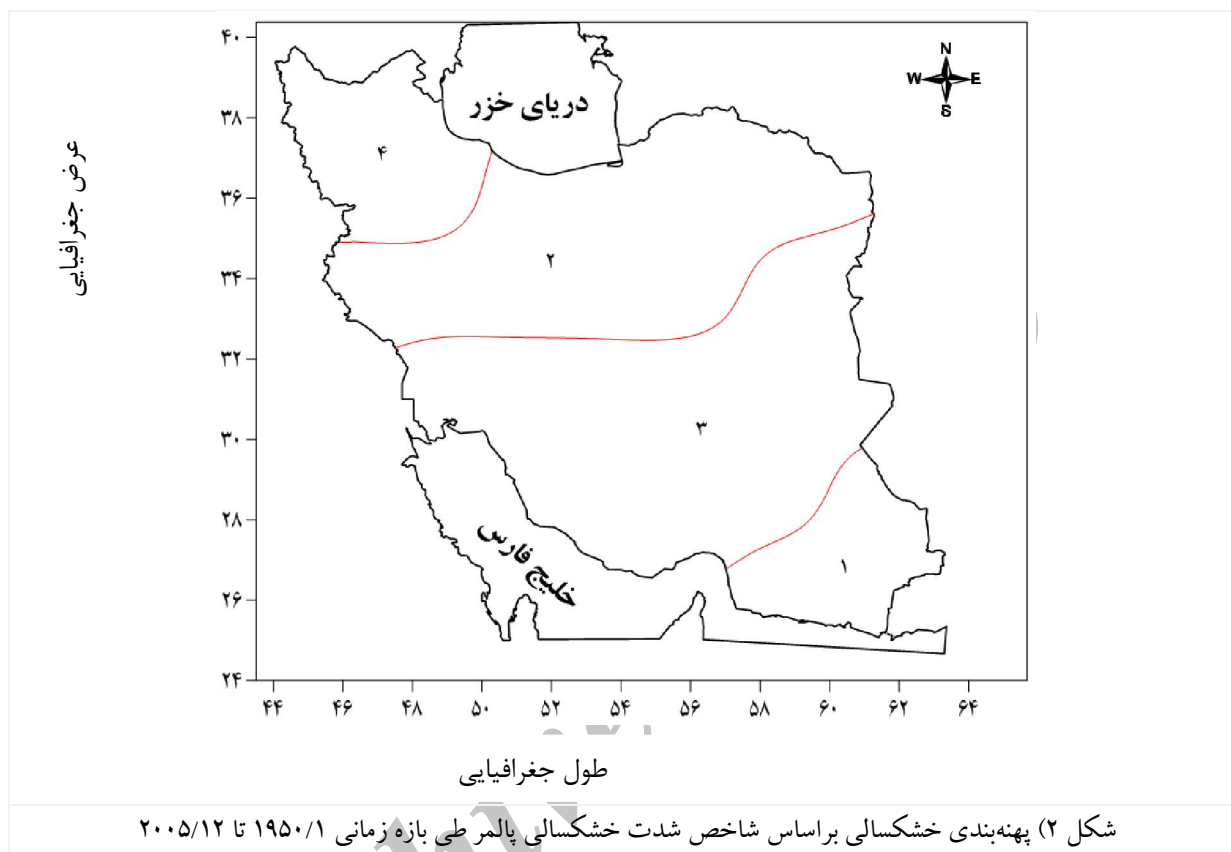 ۴۰
N
W E
S
دریای خزر
۳۸
۴
عرض جغرافیایی
۳۶
۲
۳۴
۳۲
۳
۳۰
۲۸
خلیج فارس
۱
۲۶
۲۴
۴۴ ۴۶ ۴۸ ۵۰ ۵۲ ۵۴ ۵۶ ۵۸ ۶۰ ۶۲ ۶۴
طول جغرافیایی
شکل ۲) پهنه‌بندی خشکسالی براساس شاخص شدت خشکسالی پالمر طی بازه زمانی ۱۹۵۰/۱ تا ۲۰۰۵/۱۲